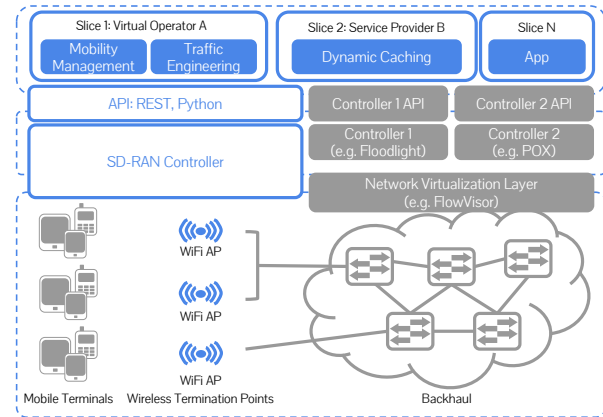 Slice 1: Virtual Operator A
Slice 2: Service Provider B
Slice N
Mobility
Management
Traffic
Engineering
Dynamic Caching
App
API: REST, Python
Controller 1 API
Controller 2 API
SD-RAN Controller
Controller 1
(e.g. Floodlight)
Controller 2
(e.g. POX)
Network Virtualization Layer
(e.g. FlowVisor)
WiFi AP
WiFi AP
WiFi AP
Mobile Terminals
Wireless Termination Points
Backhaul